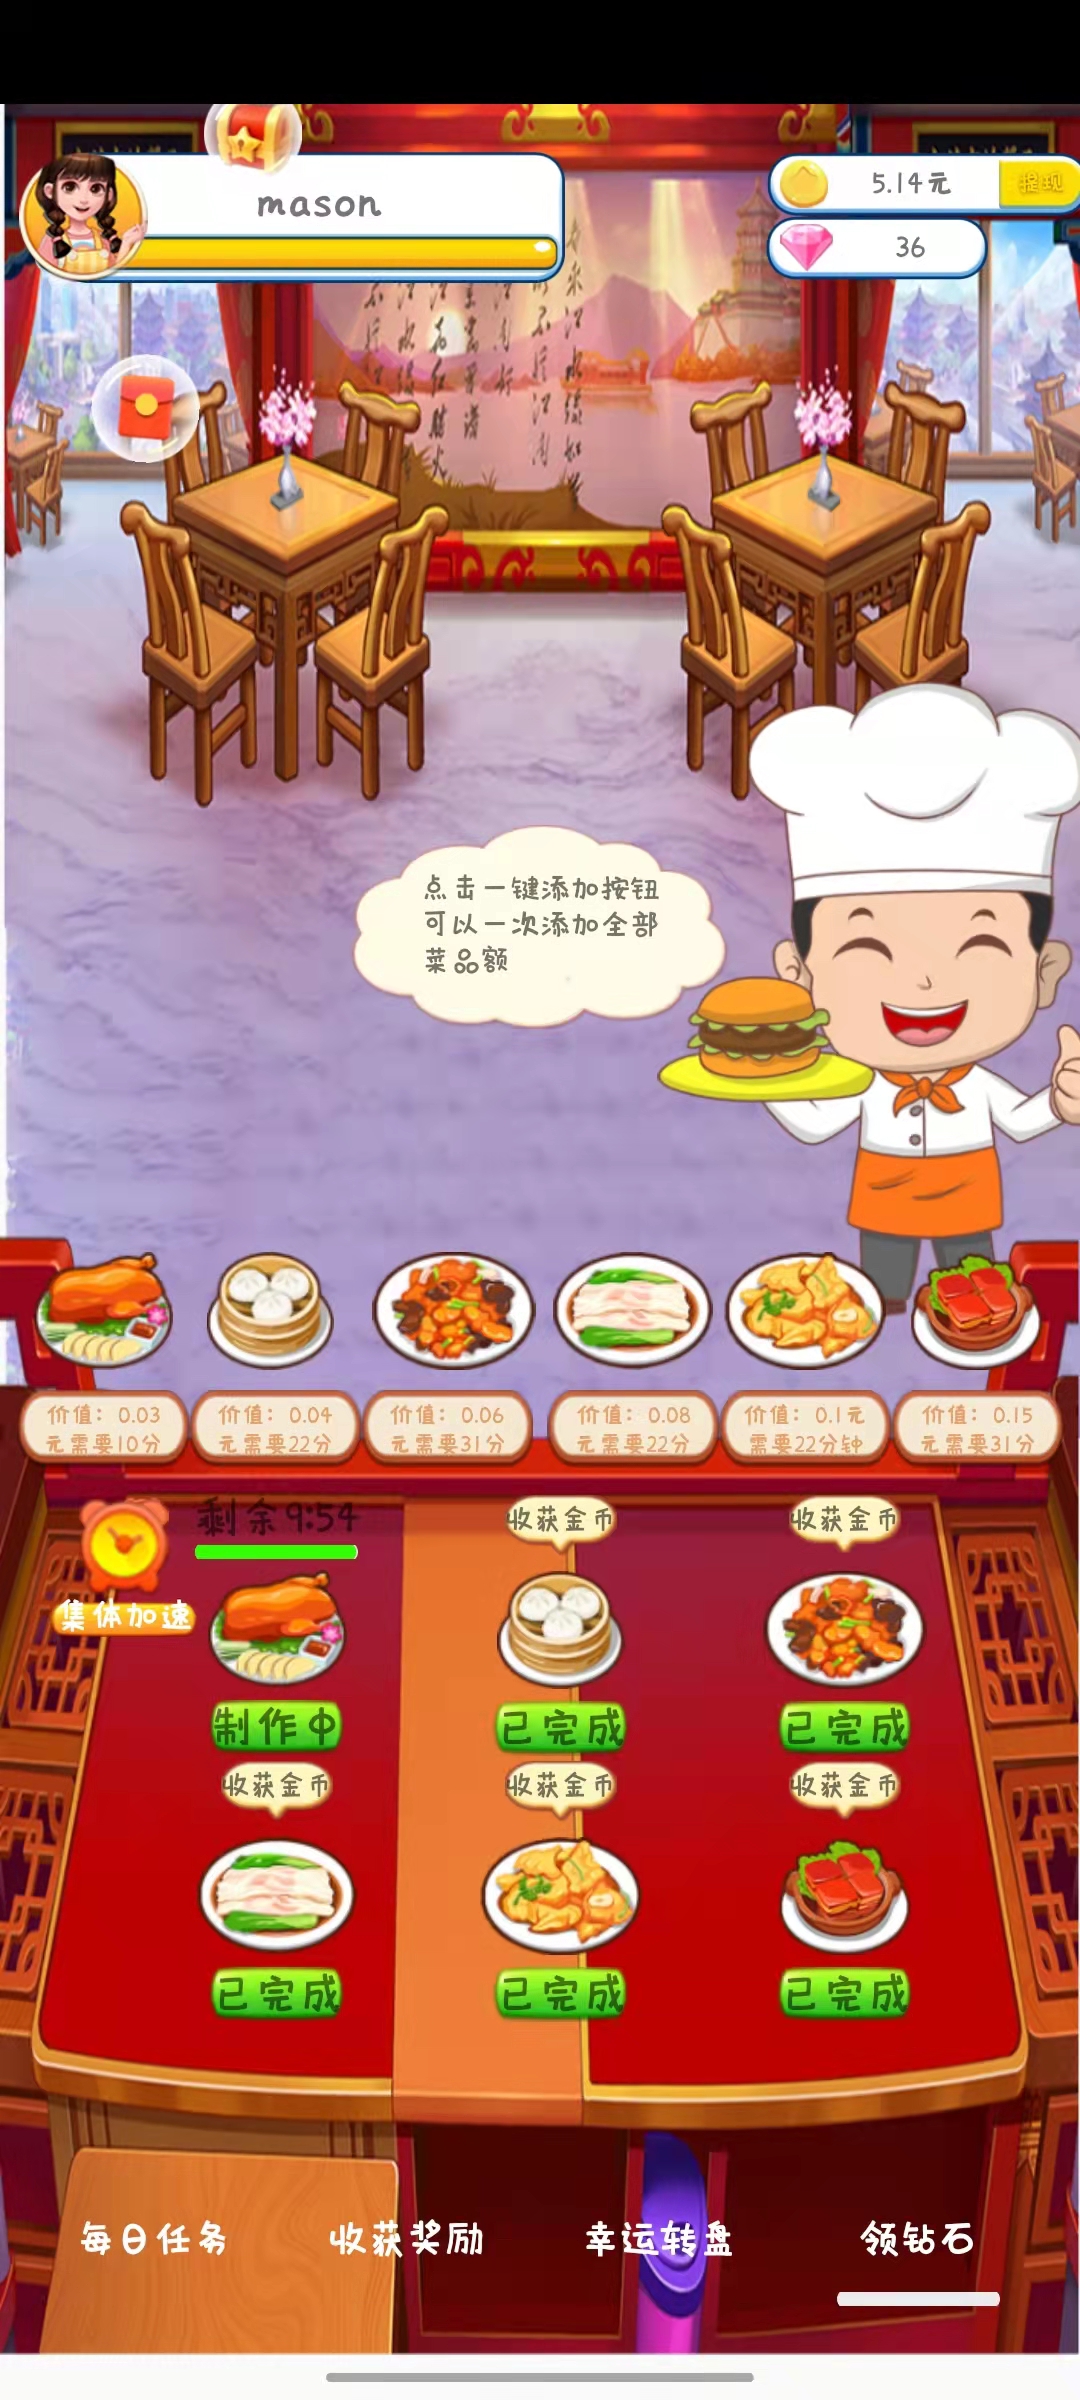 mason
5.14元
提现
36
点击一键添加按钮
可以一次添加全部
菜品额
价值：0.03
元需要10分
价值：0.04
元需要22分
价值：0.06
元需要31分
价值：0.08
元需要22分
价值：0.1元
需要22分钟
价值：0.15
元需要31分
剩余9:54
收获金币
收获金币
集体加速
制作中
已完成
已完成
收获金币
收获金币
收获金币
已完成
已完成
已完成
每日任务
收获奖励
幸运转盘
领钻石